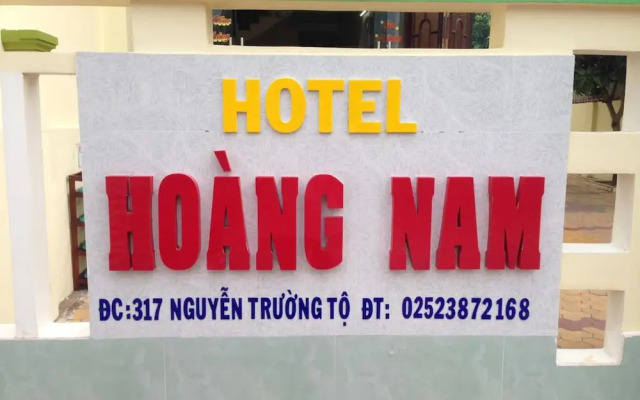 HOTEL
HOÀNG NAM
ĐC:317 NGUYỄN TRƯỜNG TỘ ĐT: 02523872168